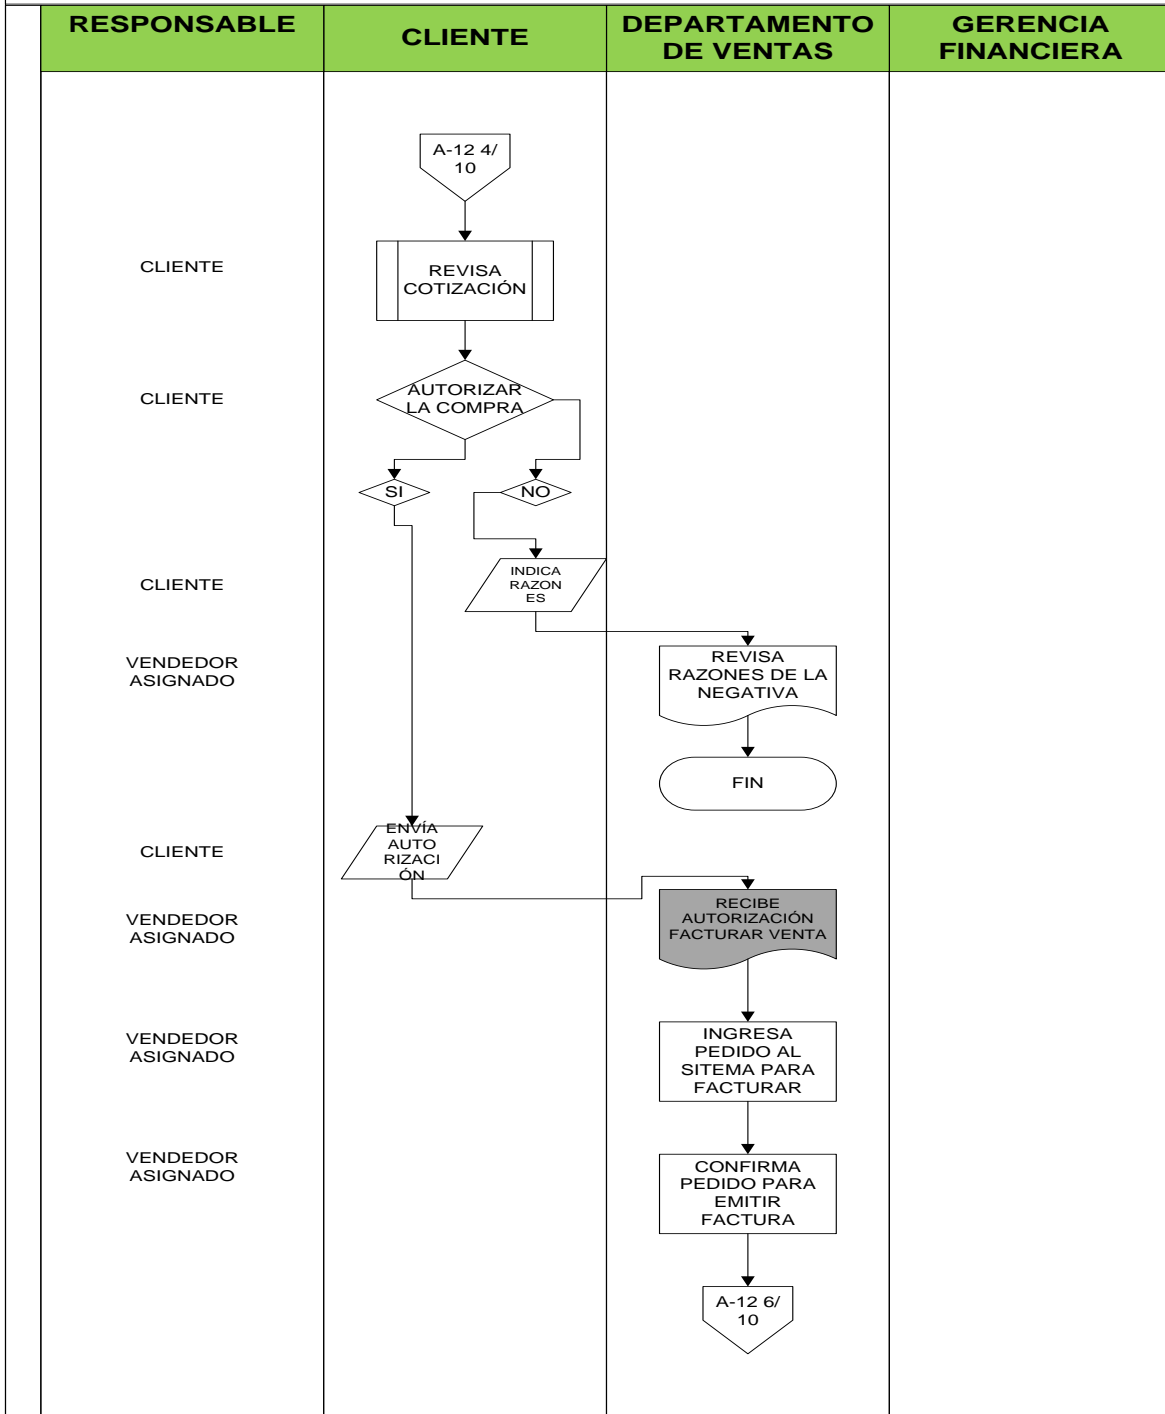 RESPONSABLE
CLIENTE
DEPARTAMENTO
DE VENTAS
GERENCIA
FINANCIERA
A-12 4/
10
CLIENTE
REVISA
COTIZACIÓN
CLIENTE
AUTORIZAR
LA COMPRA
SI
NO
CLIENTE
INDICA
RAZON
ES
VENDEDOR
ASIGNADO
REVISA
RAZONES DE LA
NEGATIVA
FIN
CLIENTE
ENVÍA
AUTO
RIZACI
ÓN
VENDEDOR
ASIGNADO
RECIBE
AUTORIZACIÓN
FACTURAR VENTA
VENDEDOR
ASIGNADO
INGRESA
PEDIDO AL
SITEMA PARA
FACTURAR
VENDEDOR
ASIGNADO
CONFIRMA
PEDIDO PARA
EMITIR
FACTURA
A-12 6/
10